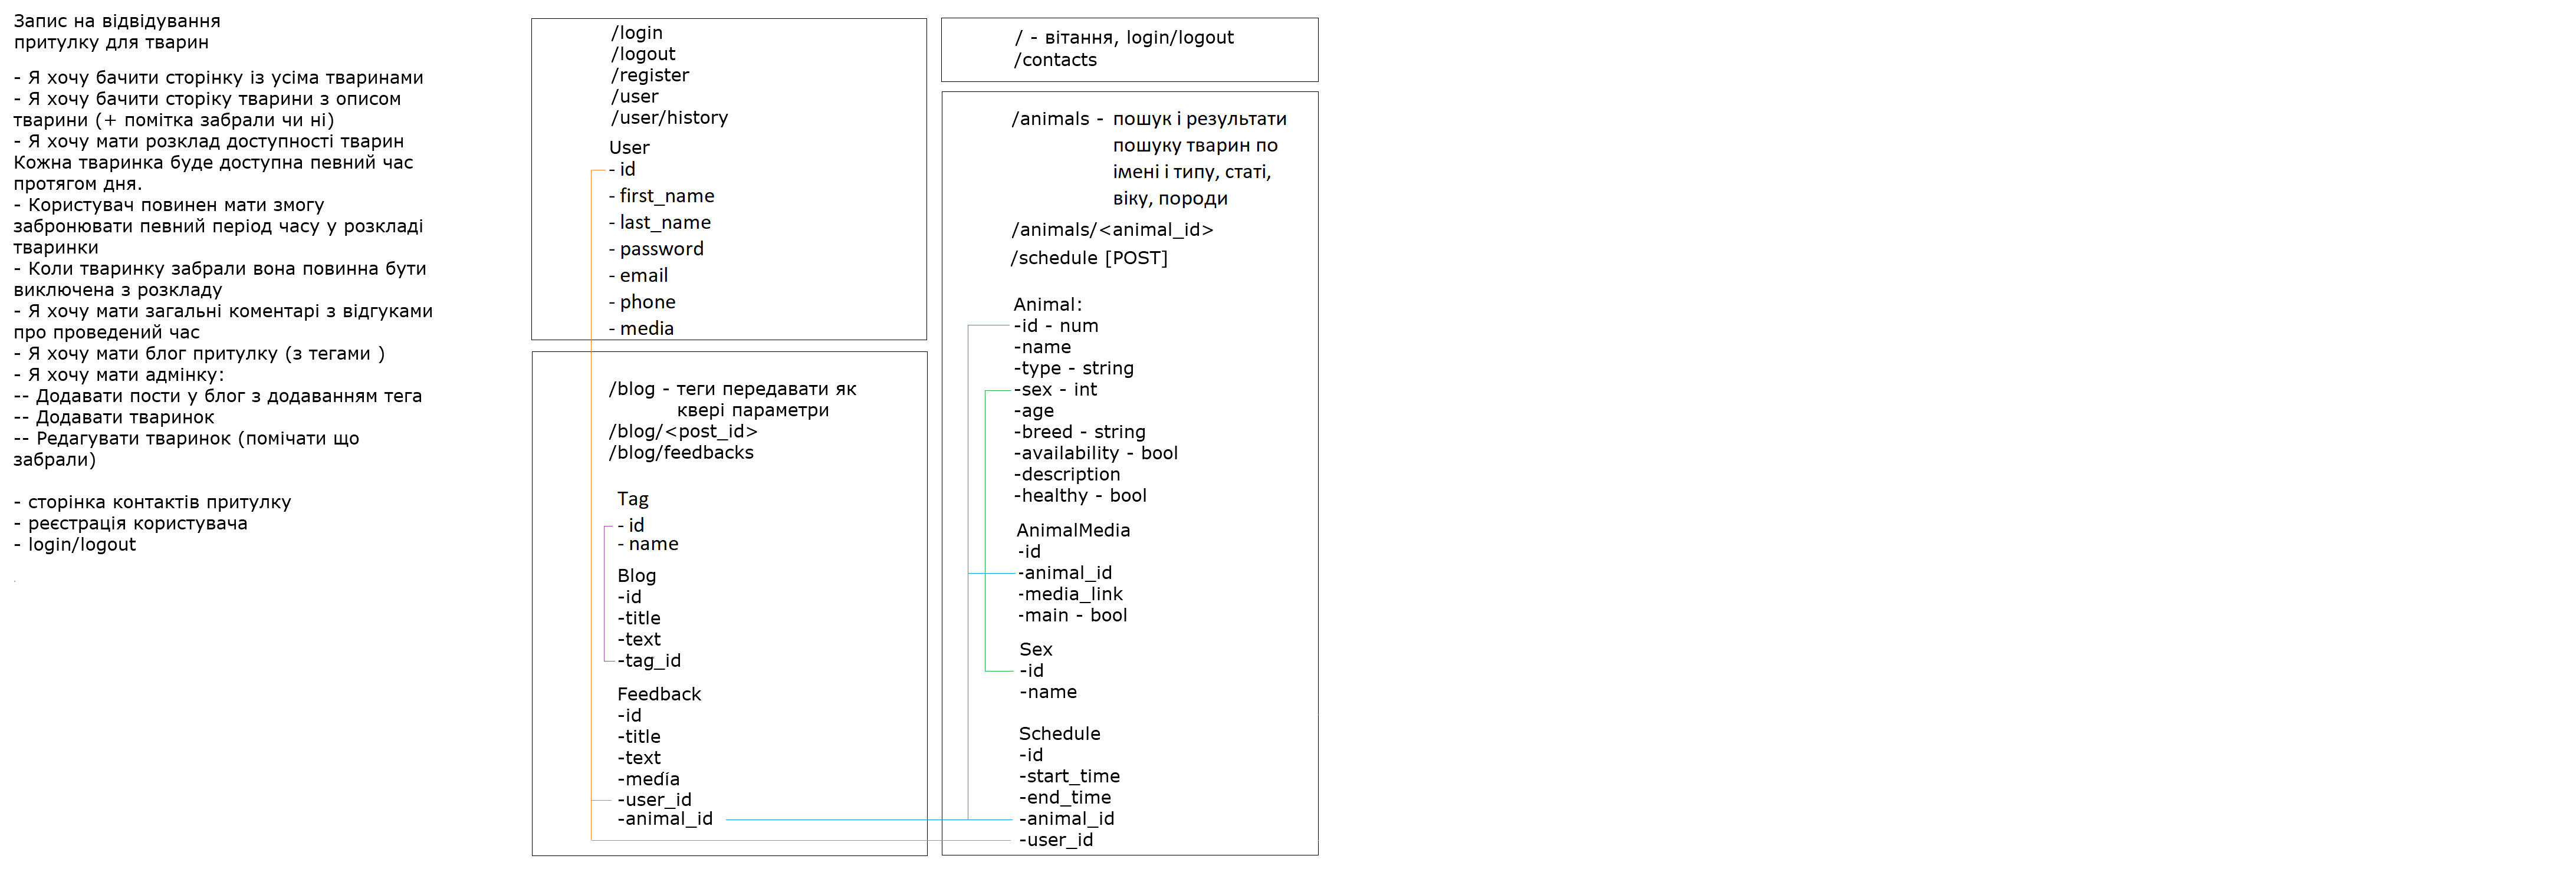 Запис на відвідування
притулку для тварин
- Я хочу бачити сторінку із усіма тваринами
- Я хочу бачити сторіку тварини з описом
тварини (+ помітка забрали чи ні)
- Я хочу мати розклад доступності тварин
Кожна тваринка буде доступна певний час
протягом дня.
- Користувач повинен мати змогу
забронювати певний період часу у розкладі
тваринки
- Коли тваринку забрали вона повинна бути
виключена з розкладу
- Я хочу мати загальні коментарі з відгуками
про проведений час
- Я хочу мати блог притулку (з тегами )
- Я хочу мати адмінку:
-- Додавати пости у блог з додаванням тега
-- Додавати тваринок
-- Редагувати тваринок (помічати що
забрали)
- сторінка контактів притулку
- реєстрація користувача
- login/logout
/login
/logout
/register
/user
/user/history
User
- id
- first_name
- last_name
- password
- email
- phone
- media
/blog - теги передавати як
квері параметри
/blog/<post_id>
/blog/feedbacks
Tag
- id
- name
Blog
-id
-title
-text
-tag_id
Feedback
-id
-title
-text
-medía
-user_id
-animal_id
/ - вітання, login/logout
/contacts
/animals - пошук і результати
пошуку тварин по
імені і типу, статі,
віку, породи
/animals/<animal_id>
/schedule [POST]
Animal:
-id - num
-name
-type - string
-sex - int
-age
-breed - string
-availability - bool
-description
-healthy - bool
AnimalMedia
-id
-animal_id
-media_link
-main - bool
Sex
-id
-name
Schedule
-id
-start_time
-end_time
-animal_id
-user_id